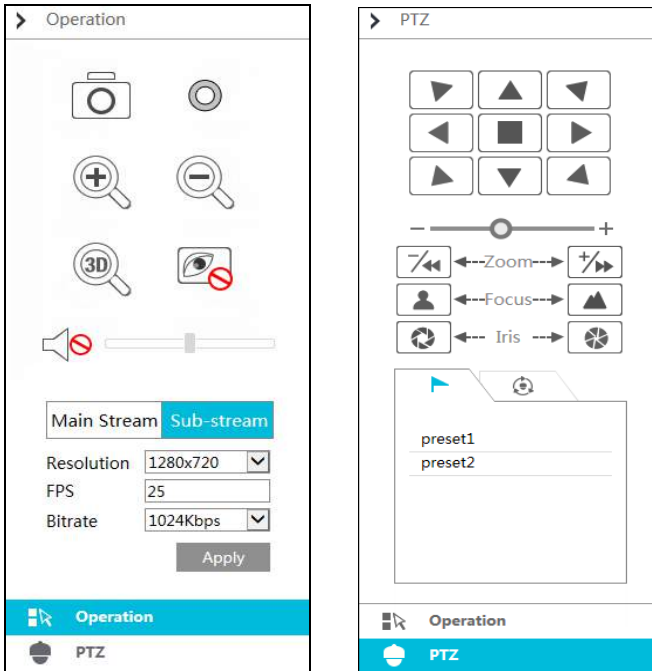 Operation
3D
Main Stream Sub-stream
Resolution 1280x720
FPS 25
Bitrate 1024Kbps
Apply
Operation
PTZ
PTZ
− +
−/◂◂ Zoom +/▸▸
Focus
Iris
preset1
preset2
Operation
PTZ